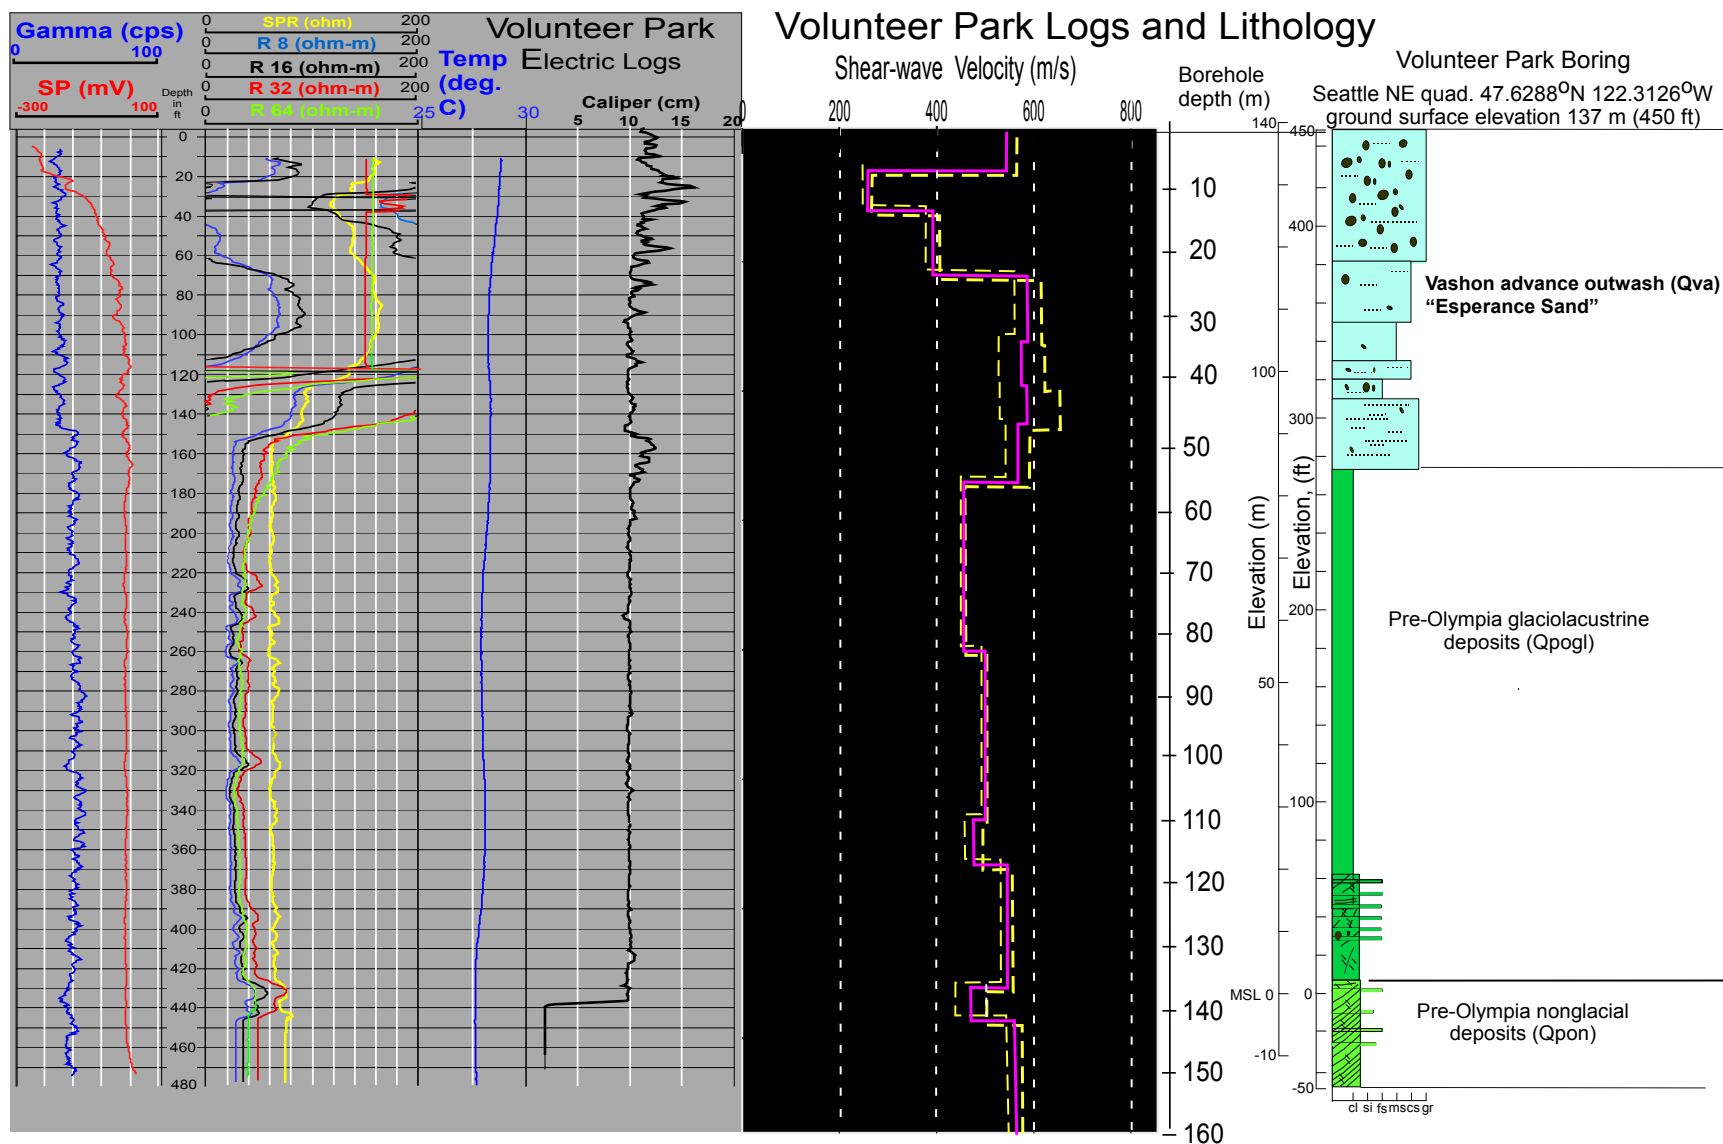 Gamma (cps)
0 100
SP (mV)
-300 100
Depth
in
ft
0 SPR (ohm) 200
0 R 8 (ohm-m) 200
0 R 16 (ohm-m) 200
0 R 32 (ohm-m) 200
0 R 64 (ohm-m)
Volunteer Park
Electric Logs
Temp
(deg.
C)
25 30
Caliper (cm)
5 10 15 20
0
20
40
60
80
100
120
140
160
180
200
220
240
260
280
300
320
340
360
380
400
420
440
460
480
Volunteer Park Logs and Lithology
Shear-wave Velocity (m/s)
0 200 400 600 800
Borehole
depth (m)
10
20
30
40
50
60
70
80
90
100
110
120
130
140
150
160
Elevation (m)
140
100
50
MSL 0
-10
Elevation, (ft)
450
400
300
200
100
0
-50
Volunteer Park Boring
Seattle NE quad. 47.6288ON 122.3126OW
ground surface elevation 137 m (450 ft)
Vashon advance outwash (Qva)
“Esperance Sand”
Pre-Olympia glaciolacustrine
deposits (Qpogl)
Pre-Olympia nonglacial
deposits (Qpon)
cl si fs ms cs gr